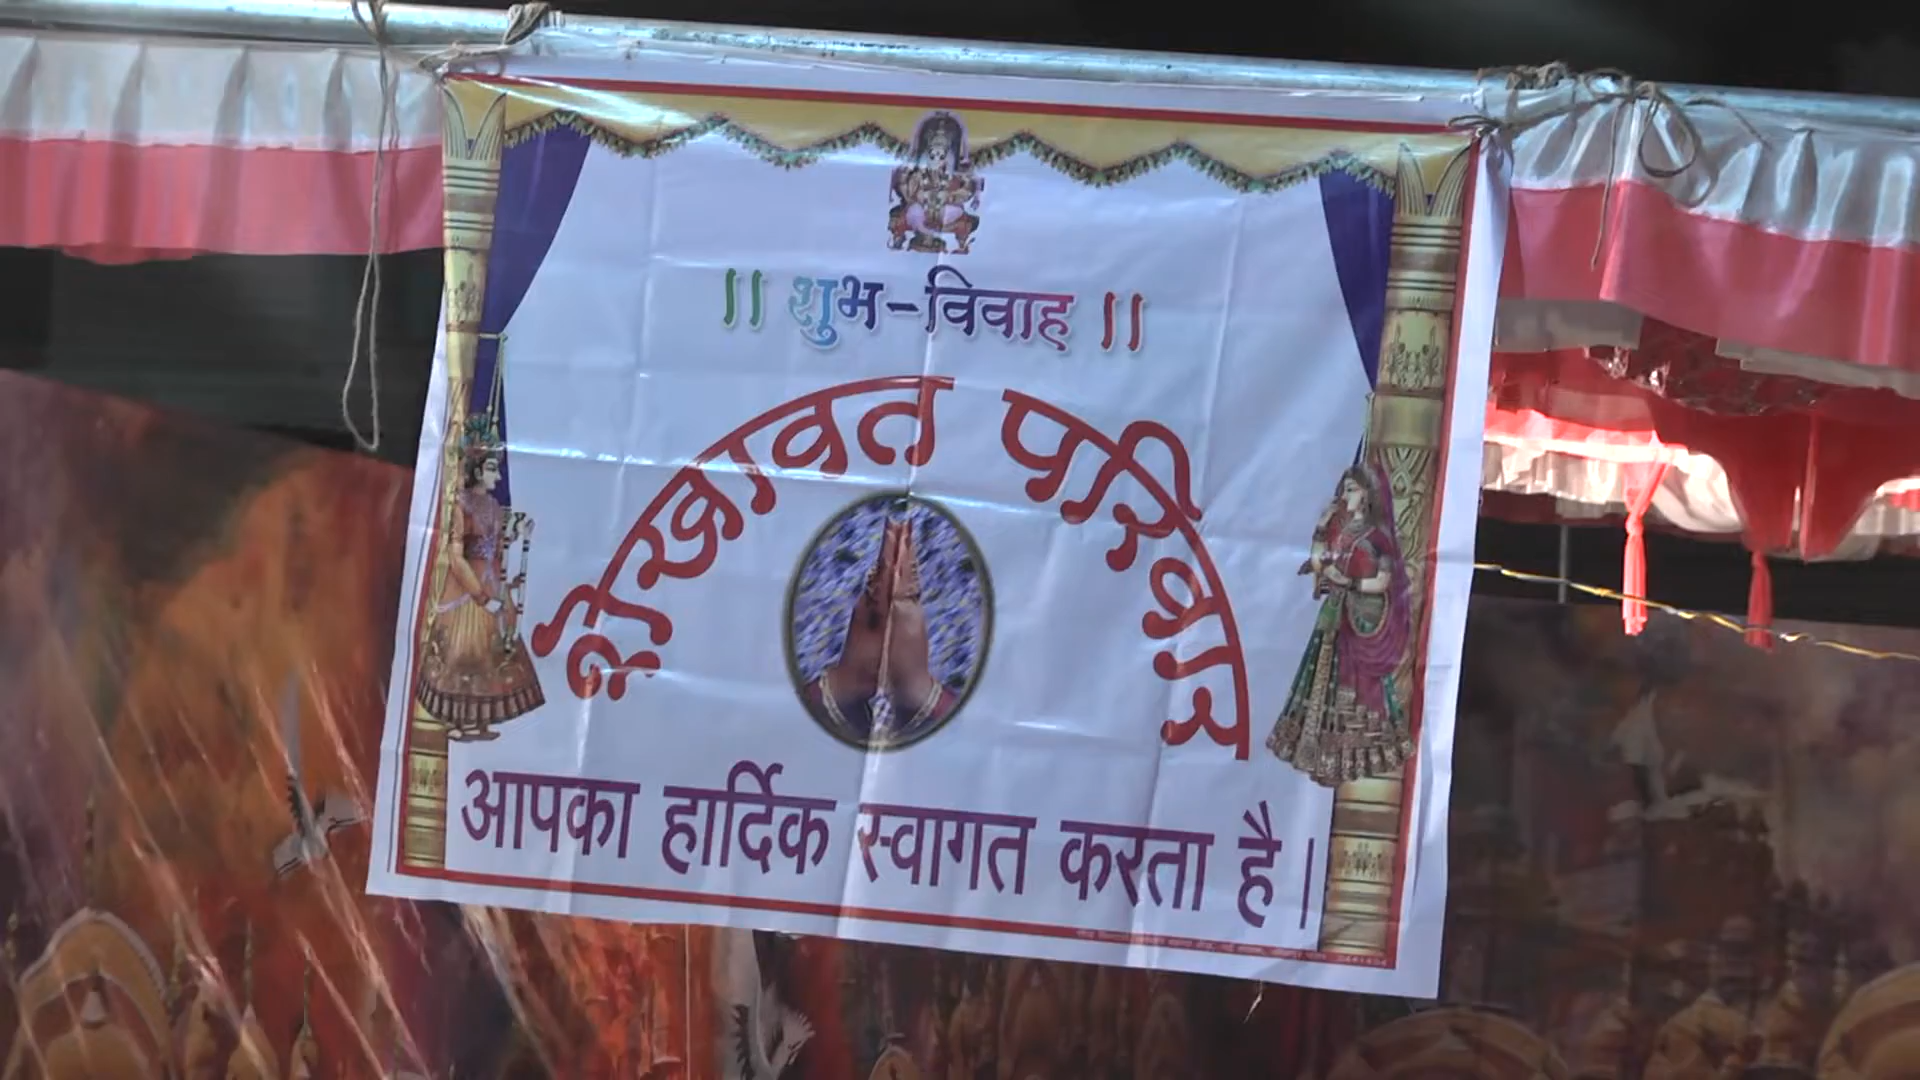 || शुभ-विवाह ||
शेखावत परिवार
आपका हार्दिक स्वागत करता है।